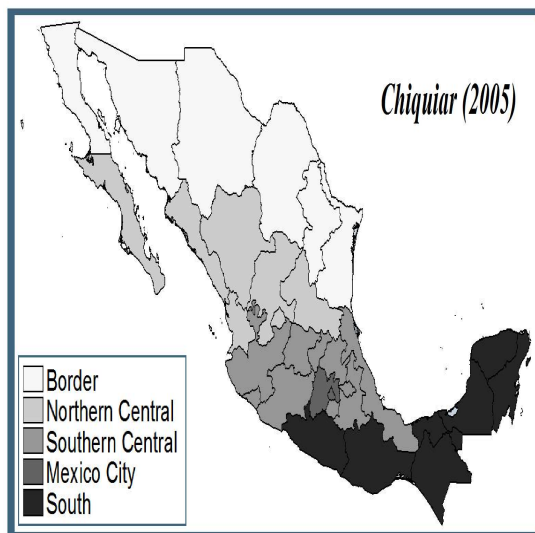 Chiquiar (2005)
Border
Northern Central
Southern Central
Mexico City
South